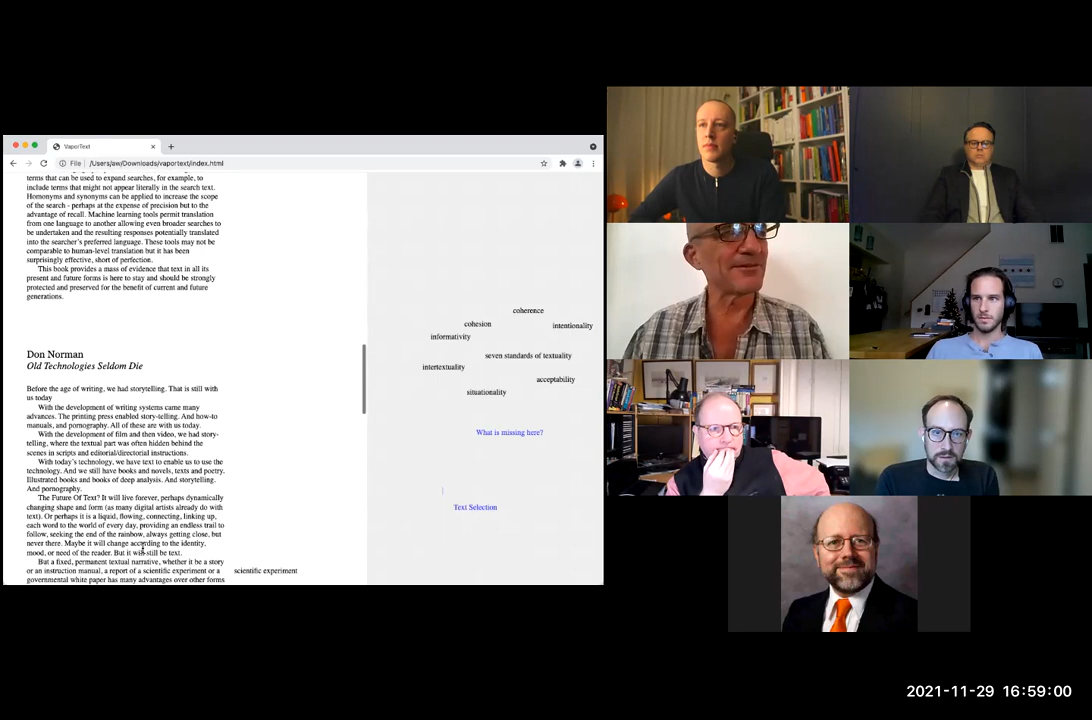 VaporText
File
/Users/aw/Downloads/vaportext/index.html
terms that can be used to expand searches, for example, to
include terms that might not appear literally in the search text.
Homonyms and synonyms can be applied to increase the scope
of the search - perhaps at the expense of precision but to the
advantage of recall. Machine learning tools permit translation
from one language to another allowing even broader searches to
be undertaken and the resulting responses potentially translated
into the searcher's preferred language. These tools may not be
comparable to human-level translation but it has been
surprisingly effective, short of perfection.
This book provides a mass of evidence that text in all its
present and future forms is here to stay and should be strongly
protected and preserved for the benefit of current and future
generations.
Don Norman
Old Technologies Seldom Die
Before the age of writing, we had storytelling. That is still with
us today
With the development of writing systems came many
advances. The printing press enabled story-telling. And how-to
manuals, and pornography. All of these are with us today.
With the development of film and then video, we had story-
telling, where the textual part was often hidden behind the
scenes in scripts and editorial/directorial instructions.
With today's technology, we have text to enable us to use the
technology. And we still have books and novels, texts and poetry.
Illustrated books and books of deep analysis. And storytelling.
And pornography.
The Future Of Text? It will live forever, perhaps dynamically
changing shape and form (as many digital artists already do with
text). Or perhaps it is a liquid, flowing, connecting, linking up,
each word to the world of every day, providing an endless trail to
follow, seeking the end of the rainbow, always getting close, but
never there. Maybe it will change according to the identity,
mood, or need of the reader. But it will still be text.
But a fixed, permanent textual narrative, whether it be a story
or an instruction manual, a report of a scientific experiment or a
governmental white paper has many advantages over other forms
scientific experiment
coherence
cohesion
intentionality
informativity
seven standards of textuality
intertextuality
acceptability
situationality
What is missing here?
Text Selection
2021-11-29 16:59:00